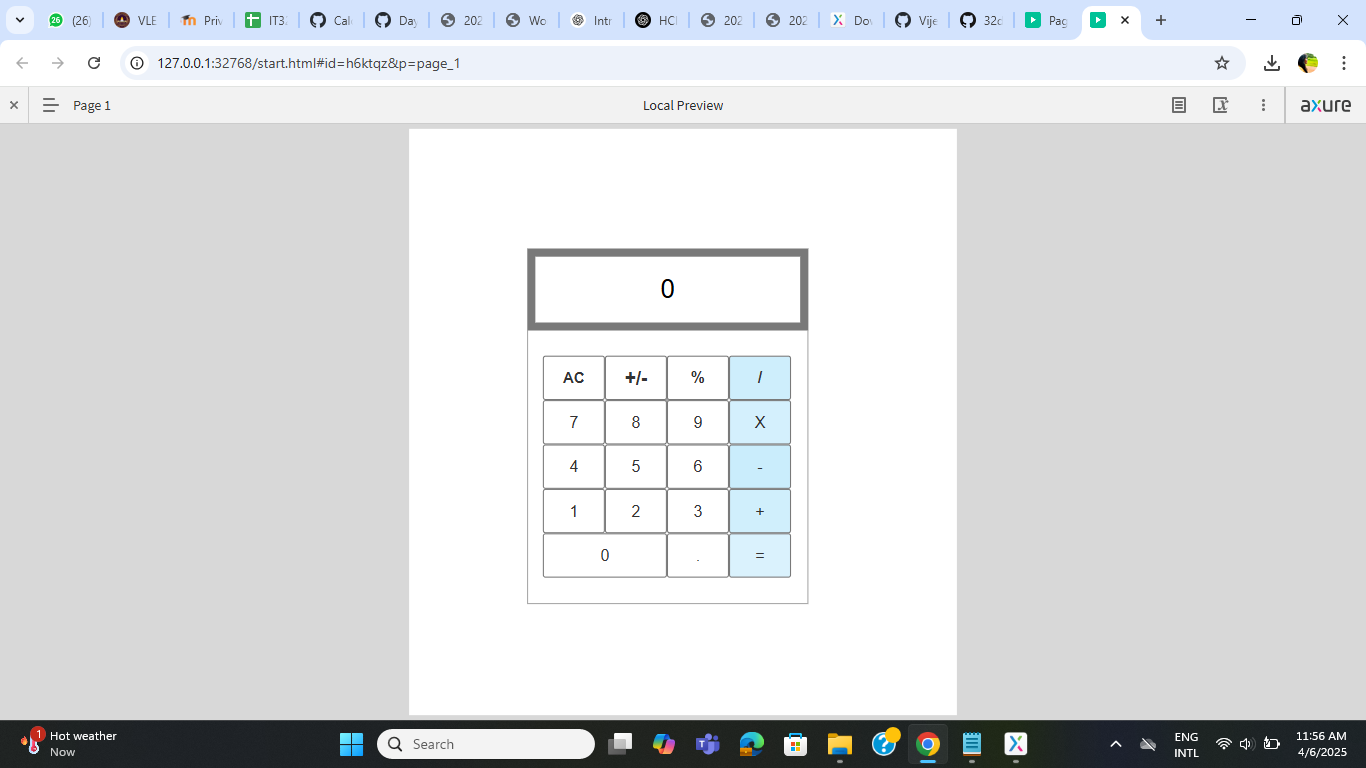 (26)
VLE
Priv
IT32
Calc
Day
202
Wo
Intr
HCI
202
202
Dov
Vije
32c
Pag
127.0.0.1:32768/start.html#id=h6ktqz&p=page_1
Page 1
Local Preview
axure
0
AC +/- % /
7 8 9 X
4 5 6 -
1 2 3 +
0 . =
1
Hot weather
Now
Search
ENG
INTL
11:56 AM
4/6/2025